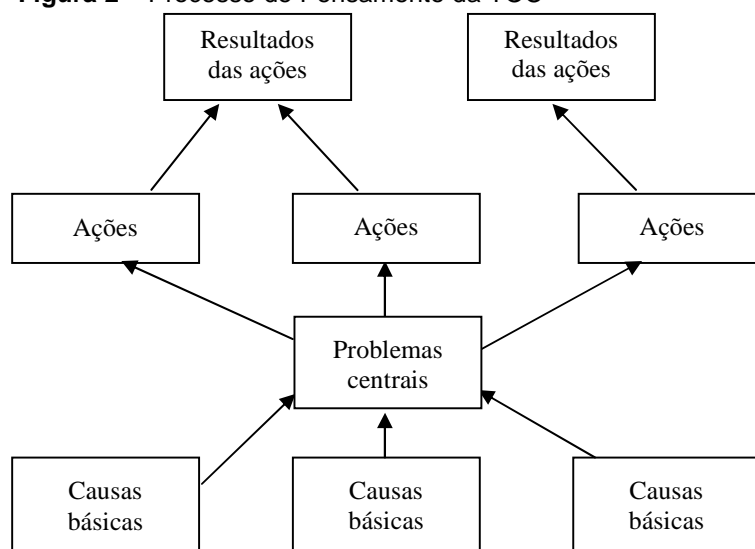 Figura 2 – Processo de Pensamento da TOC
Resultados
das ações
Resultados
das ações
Ações
Ações
Ações
Problemas
centrais
Causas
básicas
Causas
básicas
Causas
básicas